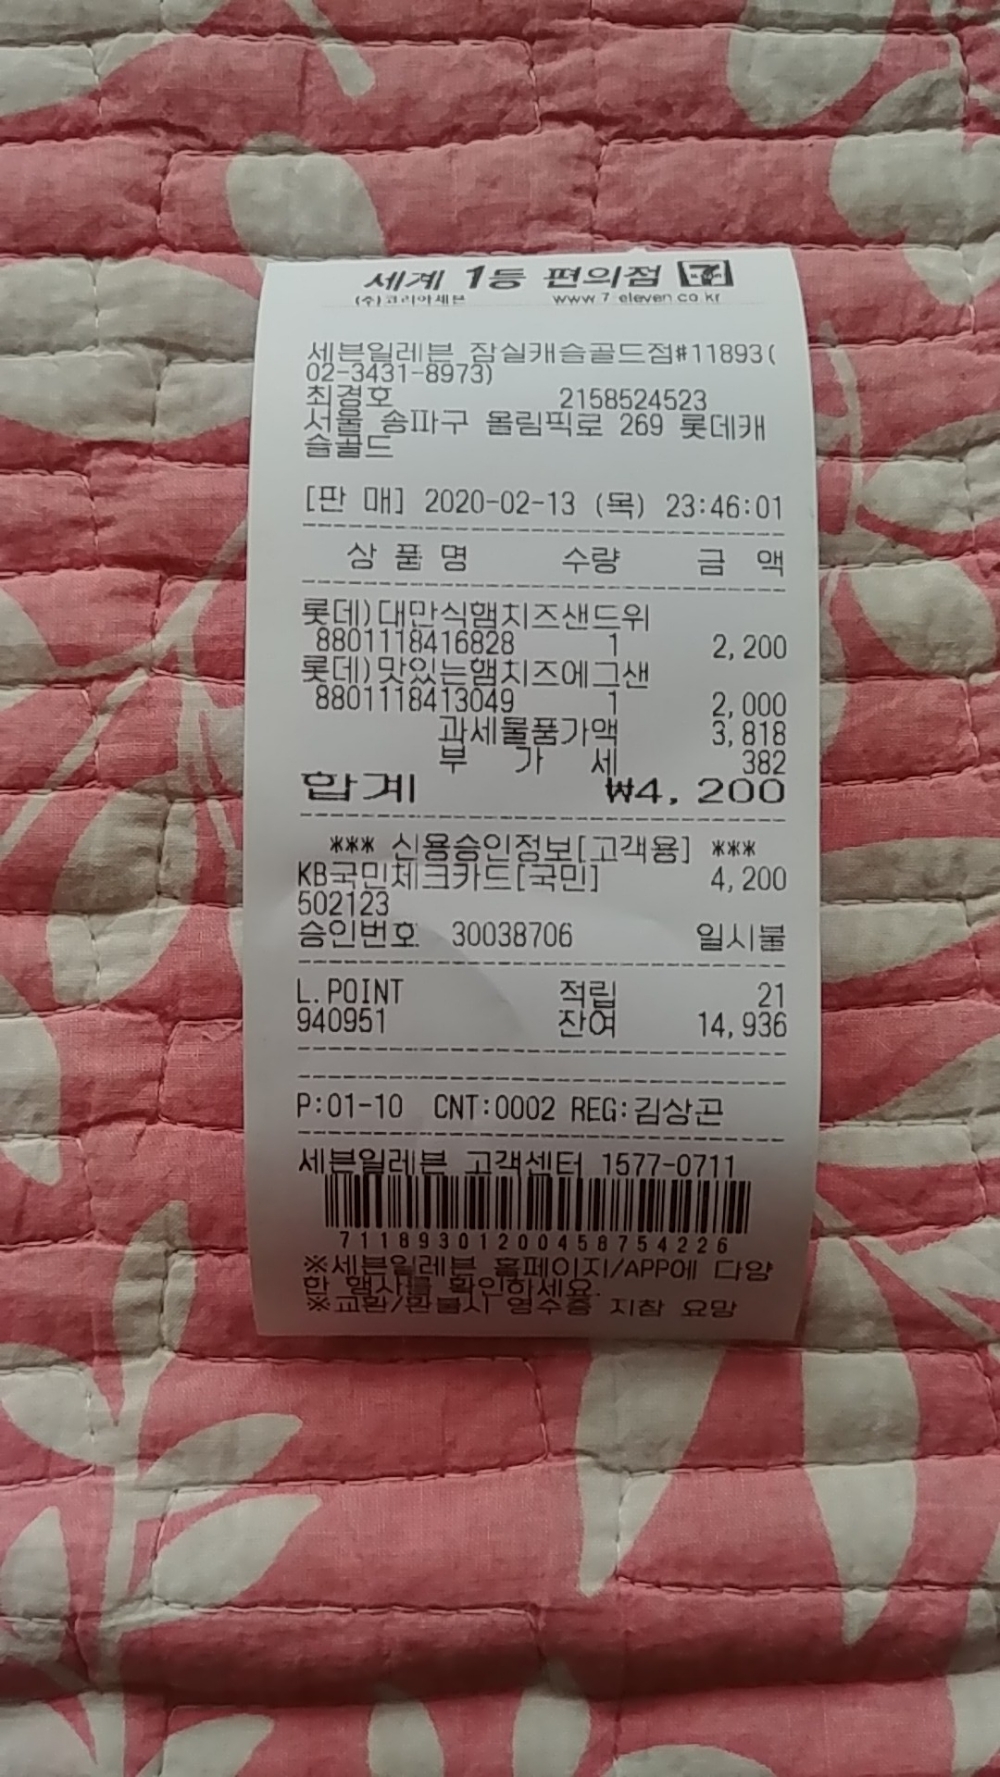 세계 1등 편의점 7
(주)코리아세븐 www.7-eleven.co.kr
세븐일레븐 잠실캐슬골드점#11893(
02-3431-8973)
최경호 2158524523
서울 송파구 올림픽로 269 롯데캐
슬골드
[판 매] 2020-02-13 (목) 23:46:01
상 품 명 수량 금 액
롯데)대만식햄치즈샌드위
8801118416828 1 2,200
롯데)맛있는햄치즈에그샌
8801118413049 1 2,000
과세물품가액 3,818
부 가 세 382
합계 ₩4,200
*** 신용승인정보[고객용] ***
KB국민체크카드[국민] 4,200
502123
승인번호 30038706 일시불
L.POINT 적립 21
940951 잔여 14,936
P:01-10 CNT:0002 REG:김상곤
세븐일레븐 고객센터 1577-0711
71189301200458754226
※세븐일레븐 홈페이지/APP에 다양
한 행사를 확인하세요.
※교환/환불시 영수증 지참 요망